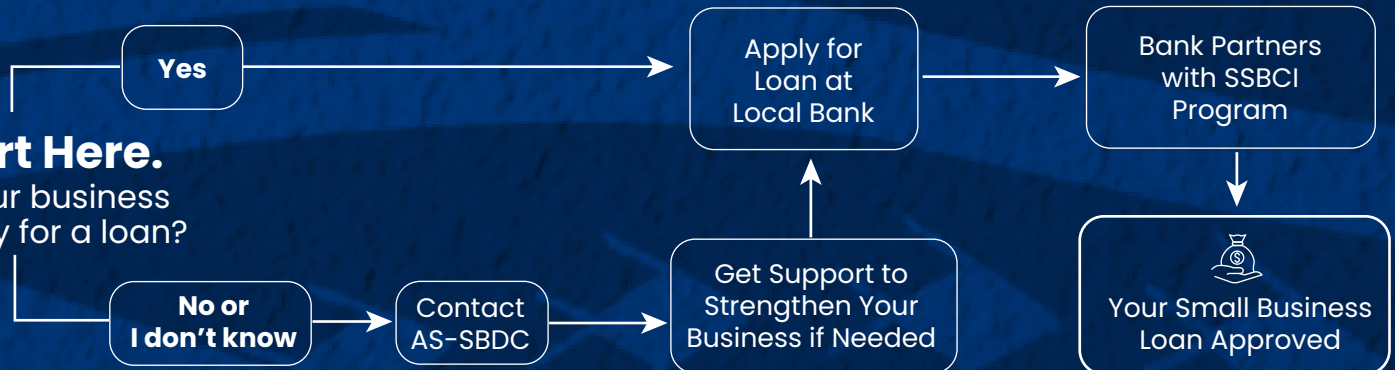 Yes
Apply for
Loan at
Local Bank
Bank Partners
with SSBCI
Program
rt Here.
ur business
y for a loan?
No or
I don't know
Contact
AS-SBDC
Get Support to
Strengthen Your
Business if Needed
Your Small Business
Loan Approved